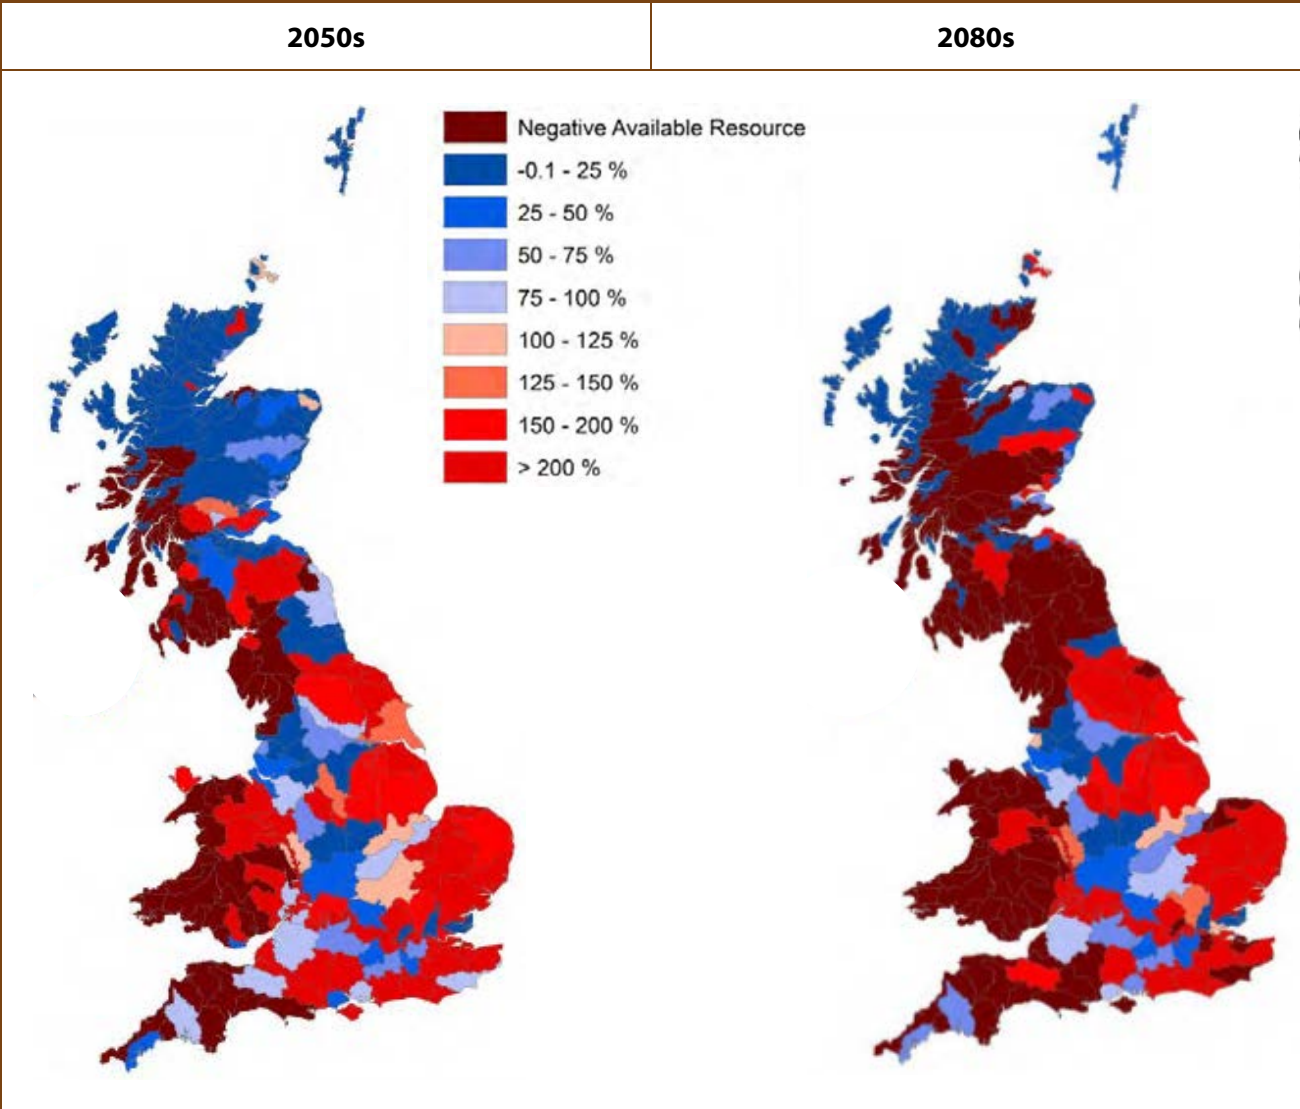 2050s
2080s
Negative Available Resource
-0.1 - 25 %
25 - 50 %
50 - 75 %
75 - 100 %
100 - 125 %
125 - 150 %
150 - 200 %
> 200 %